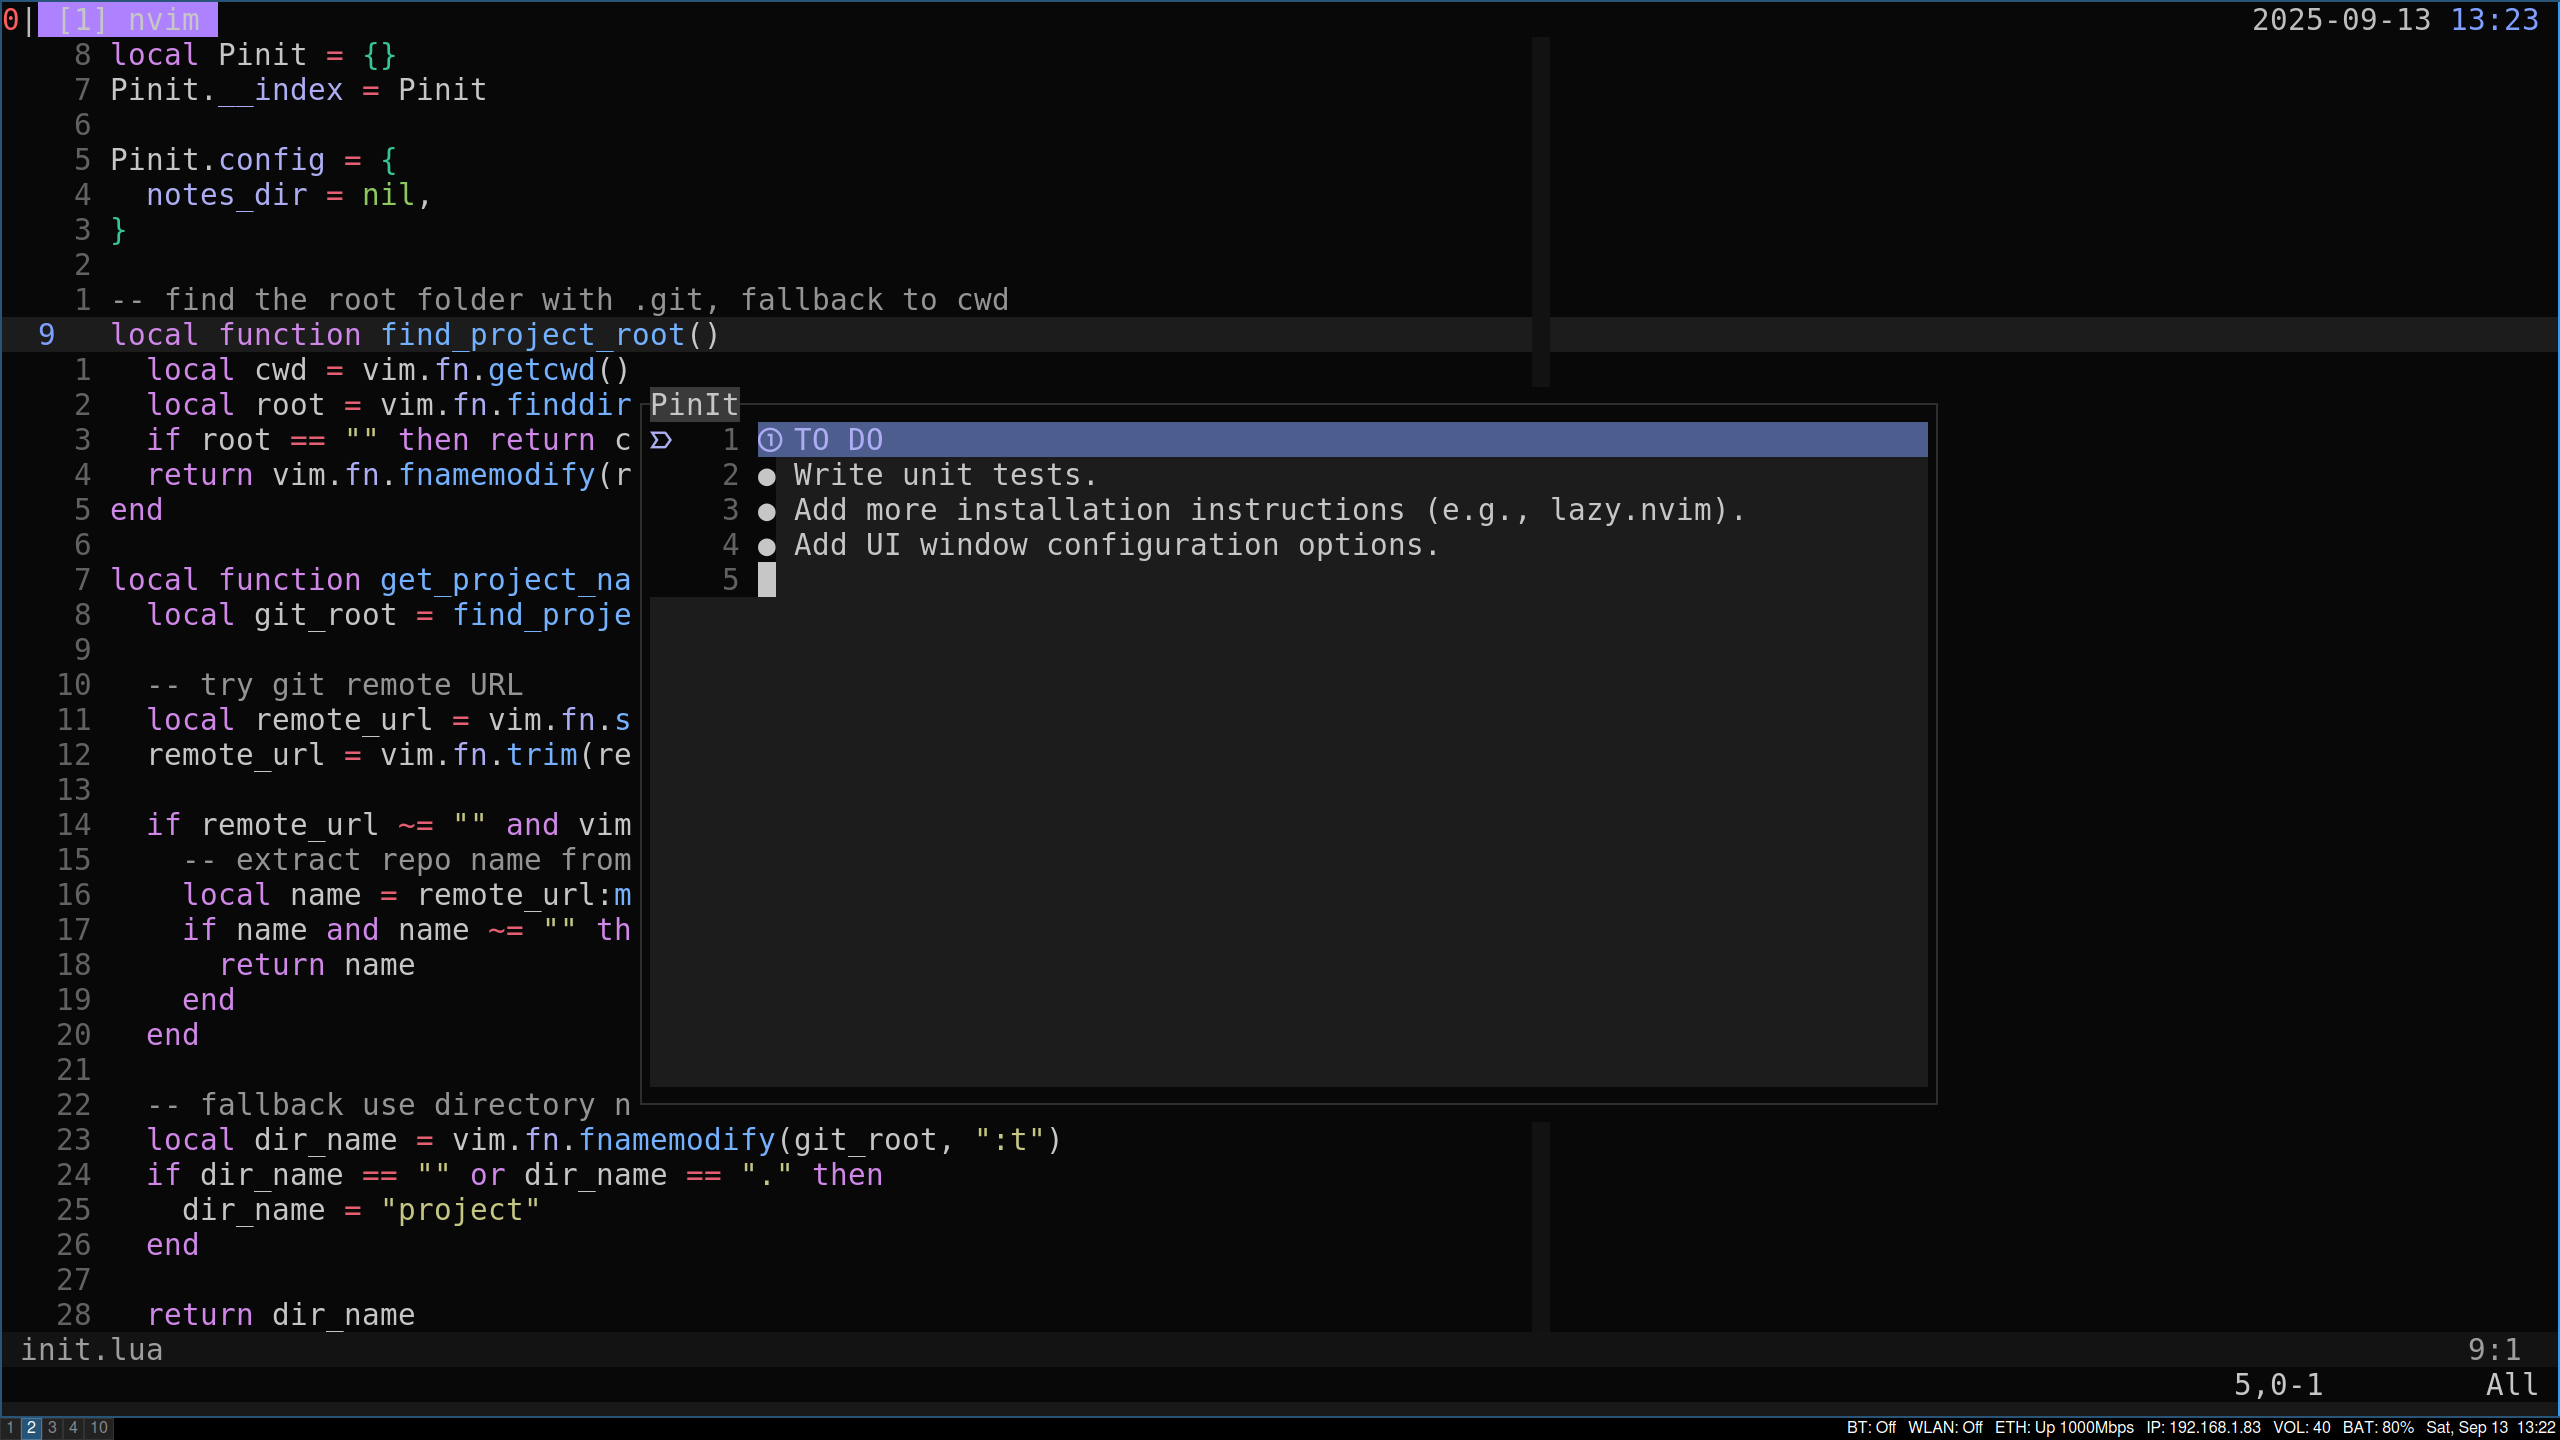 0| [1] nvim 2025-09-13 13:23
8 local Pinit = {}
7 Pinit.__index = Pinit
6
5 Pinit.config = {
4   notes_dir = nil,
3 }
2
1 -- find the root folder with .git, fallback to cwd
9 local function find_project_root()
1   local cwd = vim.fn.getcwd()
2   local root = vim.fn.finddir
3   if root == "" then return c
4   return vim.fn.fnamemodify(r
5 end
6
7 local function get_project_na
8   local git_root = find_proje
9
10   -- try git remote URL
11   local remote_url = vim.fn.s
12   remote_url = vim.fn.trim(re
13
14   if remote_url ~= "" and vim
15     -- extract repo name from
16     local name = remote_url:m
17     if name and name ~= "" th
18       return name
19     end
20   end
21
22   -- fallback use directory n
23   local dir_name = vim.fn.fnamemodify(git_root, ":t")
24   if dir_name == "" or dir_name == "." then
25     dir_name = "project"
26   end
27
28   return dir_name
PinIt
1 ① TO DO
2 ● Write unit tests.
3 ● Add more installation instructions (e.g., lazy.nvim).
4 ● Add UI window configuration options.
5
init.lua 9:1
5,0-1 All
1 2 3 4 10 BT: Off WLAN: Off ETH: Up 1000Mbps IP: 192.168.1.83 VOL: 40 BAT: 80% Sat, Sep 13 13:22